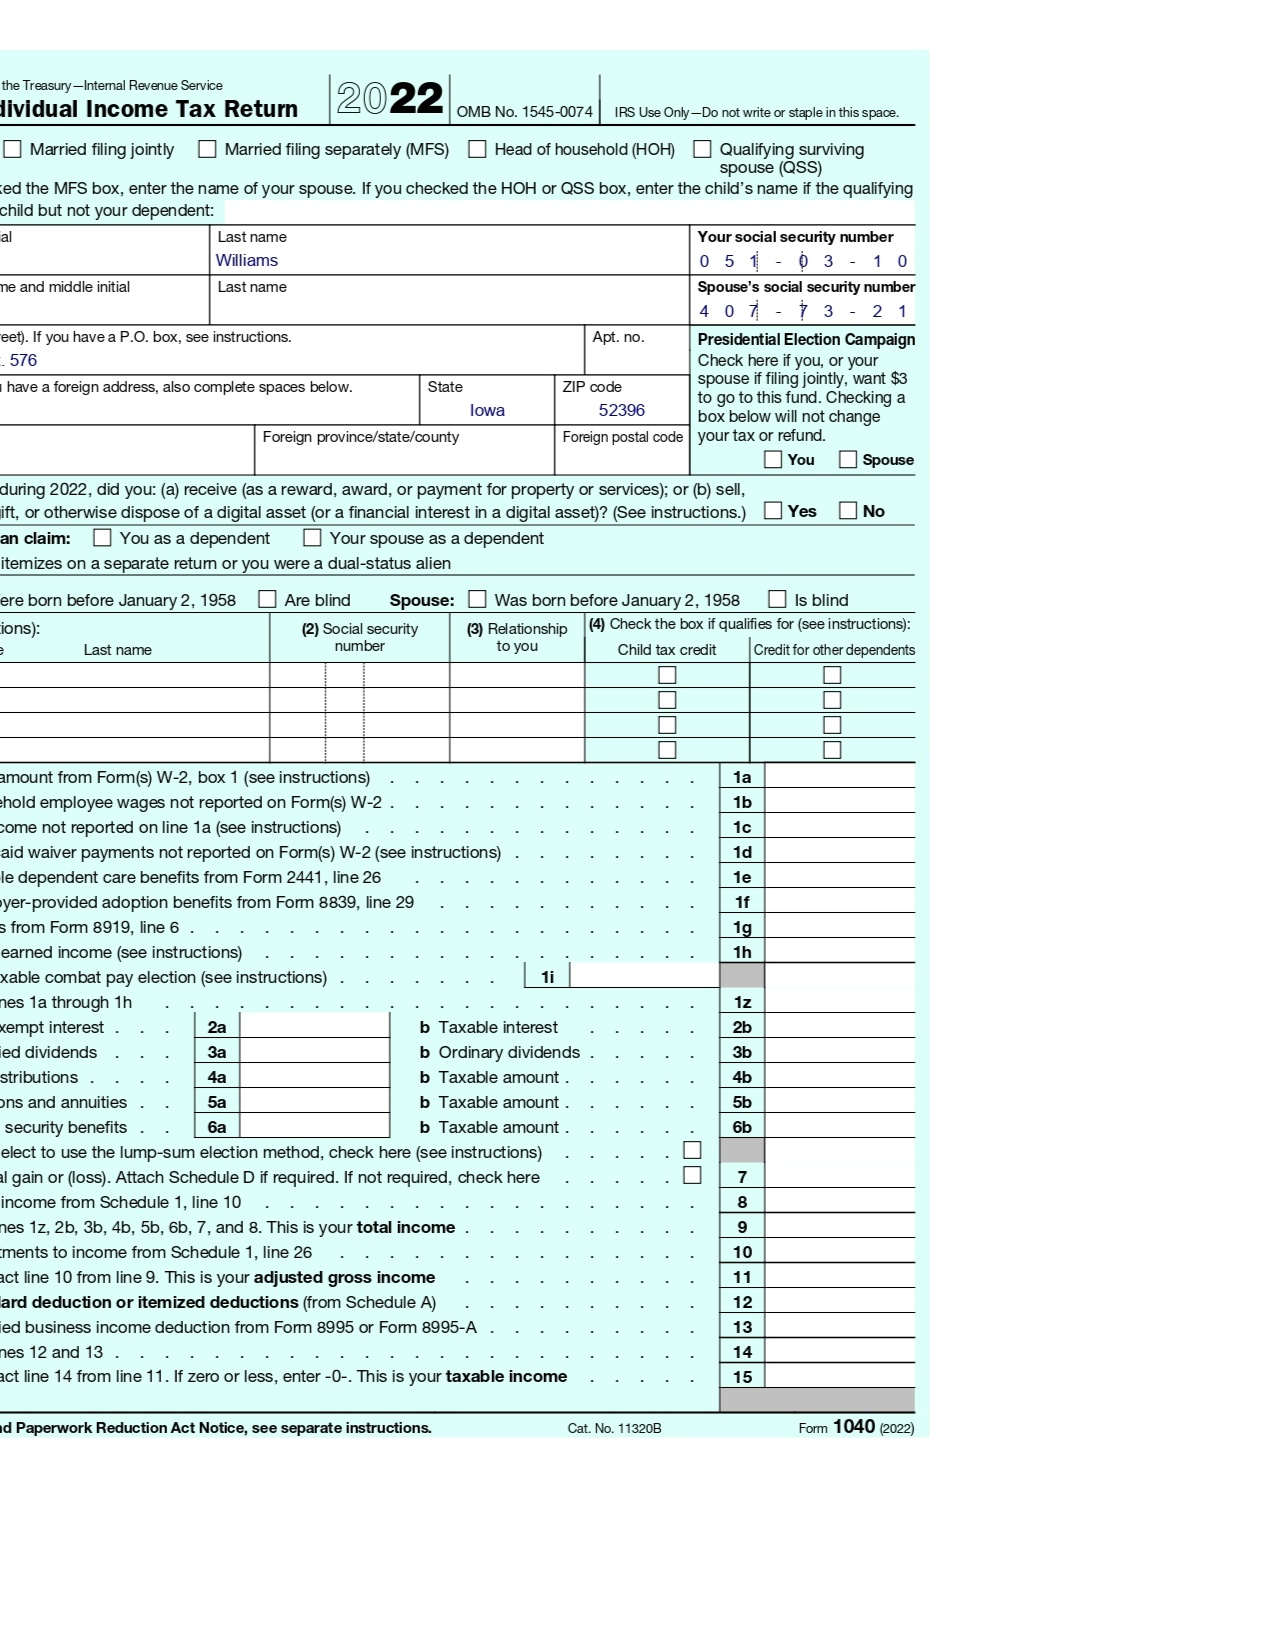 the Treasury—Internal Revenue Service
dividual Income Tax Return
2022
OMB No. 1545-0074
IRS Use Only—Do not write or staple in this space.
Married filing jointly Married filing separately (MFS) Head of household (HOH) Qualifying surviving
spouse (QSS)
ked the MFS box, enter the name of your spouse. If you checked the HOH or QSS box, enter the child's name if the qualifying
child but not your dependent:
ial Last name Your social security number
Williams 0 5 1 - 0 3 - 1 0
me and middle initial Last name Spouse's social security number
4 0 7 - 7 3 - 2 1
reet). If you have a P.O. box, see instructions. Apt. no. Presidential Election Campaign
. 576
Check here if you, or your
spouse if filing jointly, want $3
to go to this fund. Checking a
box below will not change
your tax or refund.
You Spouse
u have a foreign address, also complete spaces below. State ZIP code
Iowa 52396
Foreign province/state/county Foreign postal code
during 2022, did you: (a) receive (as a reward, award, or payment for property or services); or (b) sell,
gift, or otherwise dispose of a digital asset (or a financial interest in a digital asset)? (See instructions.) Yes No
an claim: You as a dependent Your spouse as a dependent
itemizes on a separate return or you were a dual-status alien
ere born before January 2, 1958 Are blind Spouse: Was born before January 2, 1958 Is blind
tions): (2) Social security number (3) Relationship to you (4) Check the box if qualifies for (see instructions):
e Last name Child tax credit Credit for other dependents
amount from Form(s) W-2, box 1 (see instructions) . . . . . . . . . . . . . 1a
ehold employee wages not reported on Form(s) W-2 . . . . . . . . . . . . . 1b
come not reported on line 1a (see instructions) . . . . . . . . . . . . . . 1c
caid waiver payments not reported on Form(s) W-2 (see instructions) . . . . . . . . 1d
le dependent care benefits from Form 2441, line 26 . . . . . . . . . . . . 1e
oyer-provided adoption benefits from Form 8839, line 29 . . . . . . . . . . . 1f
s from Form 8919, line 6 . . . . . . . . . . . . . . . . . . . . . 1g
earned income (see instructions) . . . . . . . . . . . . . . . . . . 1h
xable combat pay election (see instructions) . . . . . . . 1i
nes 1a through 1h . . . . . . . . . . . . . . . . . . . . . . 1z
xempt interest . . . 2a b Taxable interest . . . . . 2b
ied dividends . . . 3a b Ordinary dividends . . . . . 3b
stributions . . . . 4a b Taxable amount . . . . . . 4b
ons and annuities . . 5a b Taxable amount . . . . . . 5b
security benefits . . 6a b Taxable amount . . . . . . 6b
elect to use the lump-sum election method, check here (see instructions) . . . . .
al gain or (loss). Attach Schedule D if required. If not required, check here . . . . . 7
income from Schedule 1, line 10 . . . . . . . . . . . . . . . . . . 8
nes 1z, 2b, 3b, 4b, 5b, 6b, 7, and 8. This is your total income . . . . . . . . . . 9
tments to income from Schedule 1, line 26 . . . . . . . . . . . . . . . 10
act line 10 from line 9. This is your adjusted gross income . . . . . . . . . . 11
dard deduction or itemized deductions (from Schedule A) . . . . . . . . . . 12
ied business income deduction from Form 8995 or Form 8995-A . . . . . . . . . 13
nes 12 and 13 . . . . . . . . . . . . . . . . . . . . . . . . 14
act line 14 from line 11. If zero or less, enter -0-. This is your taxable income . . . . . 15
nd Paperwork Reduction Act Notice, see separate instructions. Cat. No. 11320B Form 1040 (2022)